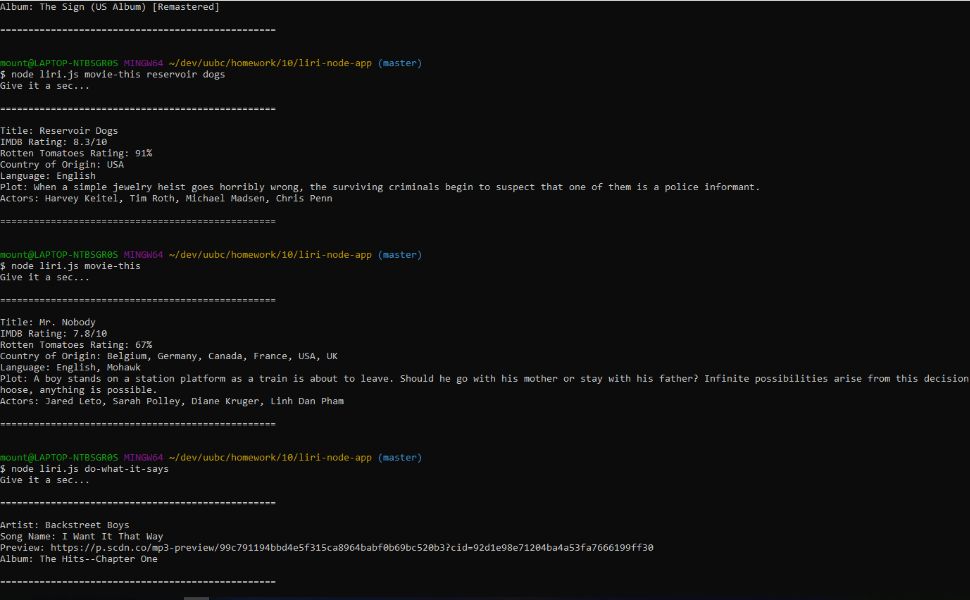 Album: The Sign (US Album) [Remastered]
=================================================
mount@LAPTOP-NTBSGR0S MINGW64 ~/dev/uubc/homework/10/liri-node-app (master)
$ node liri.js movie-this reservoir dogs
Give it a sec...
=================================================
Title: Reservoir Dogs
IMDB Rating: 8.3/10
Rotten Tomatoes Rating: 91%
Country of Origin: USA
Language: English
Plot: When a simple jewelry heist goes horribly wrong, the surviving criminals begin to suspect that one of them is a police informant.
Actors: Harvey Keitel, Tim Roth, Michael Madsen, Chris Penn
=================================================
mount@LAPTOP-NTBSGR0S MINGW64 ~/dev/uubc/homework/10/liri-node-app (master)
$ node liri.js movie-this
Give it a sec...
=================================================
Title: Mr. Nobody
IMDB Rating: 7.8/10
Rotten Tomatoes Rating: 67%
Country of Origin: Belgium, Germany, Canada, France, USA, UK
Language: English, Mohawk
Plot: A boy stands on a station platform as a train is about to leave. Should he go with his mother or stay with his father? Infinite possibilities arise from this decision
hoose, anything is possible.
Actors: Jared Leto, Sarah Polley, Diane Kruger, Linh Dan Pham
=================================================
mount@LAPTOP-NTBSGR0S MINGW64 ~/dev/uubc/homework/10/liri-node-app (master)
$ node liri.js do-what-it-says
Give it a sec...
=================================================
Artist: Backstreet Boys
Song Name: I Want It That Way
Preview: https://p.scdn.co/mp3-preview/99c791194bbd4e5f315ca8964babf0b69bc520b3?cid=92d1e98e71204ba4a53fa7666199ff30
Album: The Hits--Chapter One
=================================================